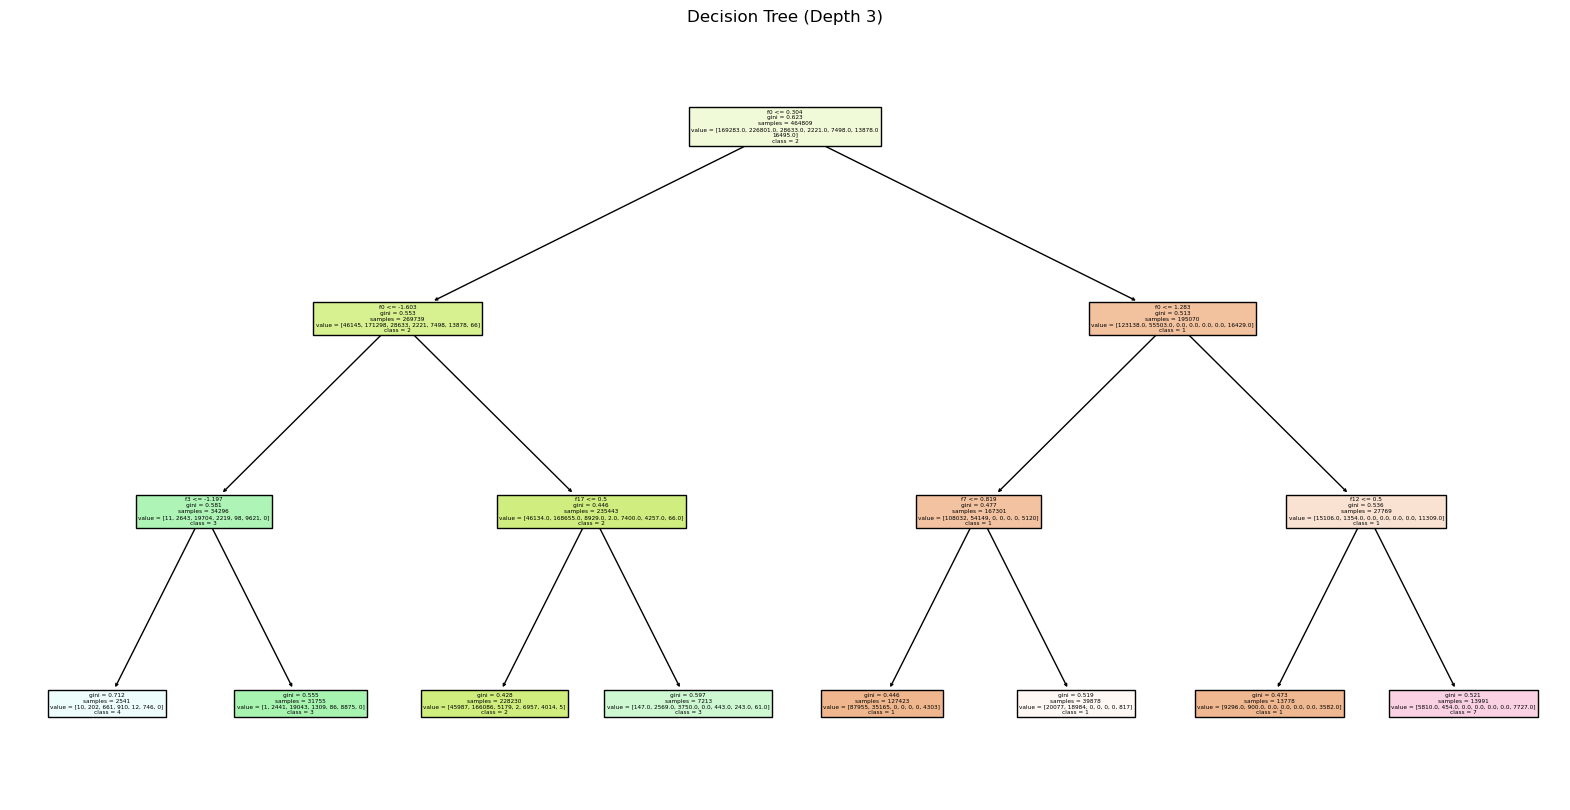 Decision Tree (Depth 3)
f0 <= 0.304
gini = 0.623
samples = 464809
value = [169283.0, 226801.0, 28633.0, 2221.0, 7498.0, 13878.0
16495.0]
class = 2
f0 <= -1.603
gini = 0.553
samples = 269739
value = [46145, 171298, 28633, 2221, 7498, 13878, 66]
class = 2
f0 <= 1.283
gini = 0.513
samples = 195070
value = [123138.0, 55503.0, 0.0, 0.0, 0.0, 0.0, 16429.0]
class = 1
f3 <= -1.197
gini = 0.581
samples = 34296
value = [11, 2643, 19704, 2219, 98, 9621, 0]
class = 3
f17 <= 0.5
gini = 0.446
samples = 235443
value = [46134.0, 168655.0, 8929.0, 2.0, 7400.0, 4257.0, 66.0]
class = 2
f7 <= 0.819
gini = 0.477
samples = 167301
value = [108032, 54149, 0, 0, 0, 0, 5120]
class = 1
f12 <= 0.5
gini = 0.536
samples = 27769
value = [15106.0, 1354.0, 0.0, 0.0, 0.0, 0.0, 11309.0]
class = 1
gini = 0.712
samples = 2541
value = [10, 202, 661, 910, 12, 746, 0]
class = 4
gini = 0.555
samples = 31755
value = [1, 2441, 19043, 1309, 86, 8875, 0]
class = 3
gini = 0.428
samples = 228230
value = [45987, 166086, 5179, 2, 6957, 4014, 5]
class = 2
gini = 0.597
samples = 7213
value = [147.0, 2569.0, 3750.0, 0.0, 443.0, 243.0, 61.0]
class = 3
gini = 0.446
samples = 127423
value = [87955, 35165, 0, 0, 0, 0, 4303]
class = 1
gini = 0.519
samples = 39878
value = [20077, 18984, 0, 0, 0, 0, 817]
class = 1
gini = 0.473
samples = 13778
value = [9296.0, 900.0, 0.0, 0.0, 0.0, 0.0, 3582.0]
class = 1
gini = 0.521
samples = 13991
value = [5810.0, 454.0, 0.0, 0.0, 0.0, 0.0, 7727.0]
class = 7